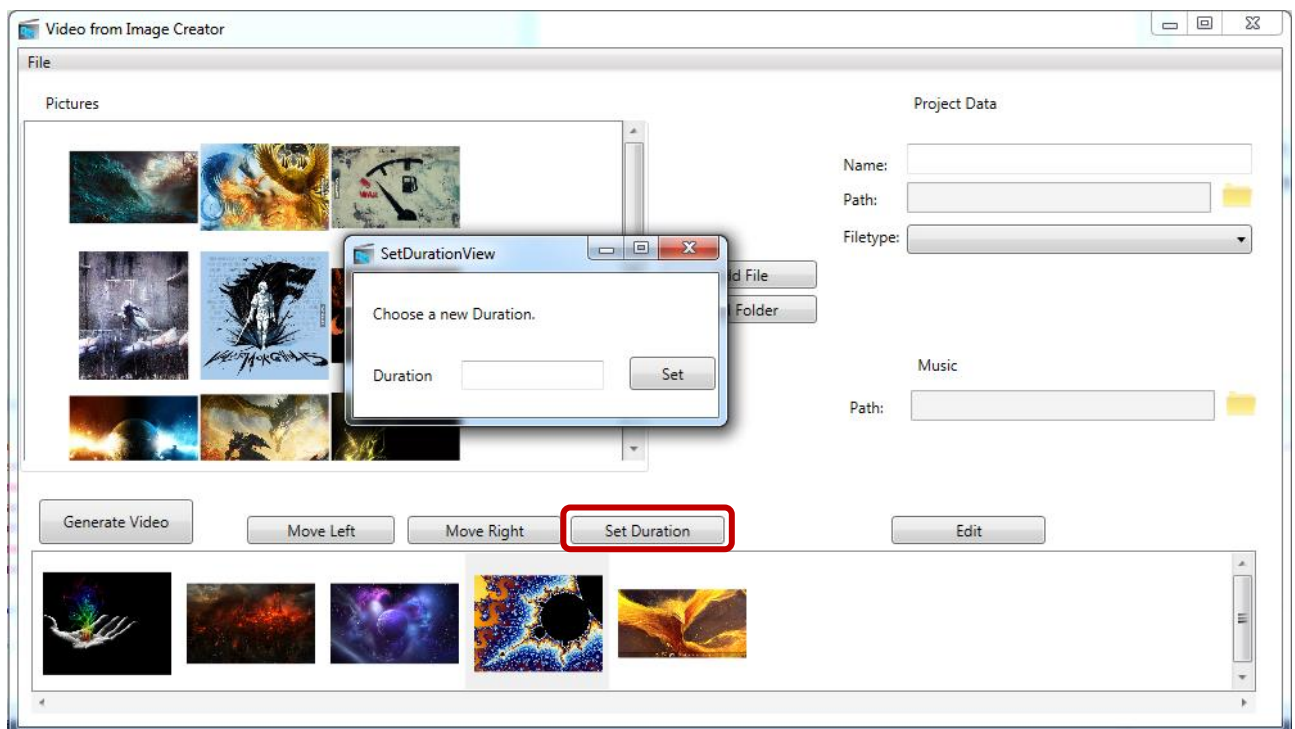 Video from Image Creator
File
Pictures
Project Data
Name:
Path:
Filetype:
SetDurationView
Choose a new Duration.
Duration
Set
dd File
Folder
Music
Path:
Generate Video
Move Left
Move Right
Set Duration
Edit